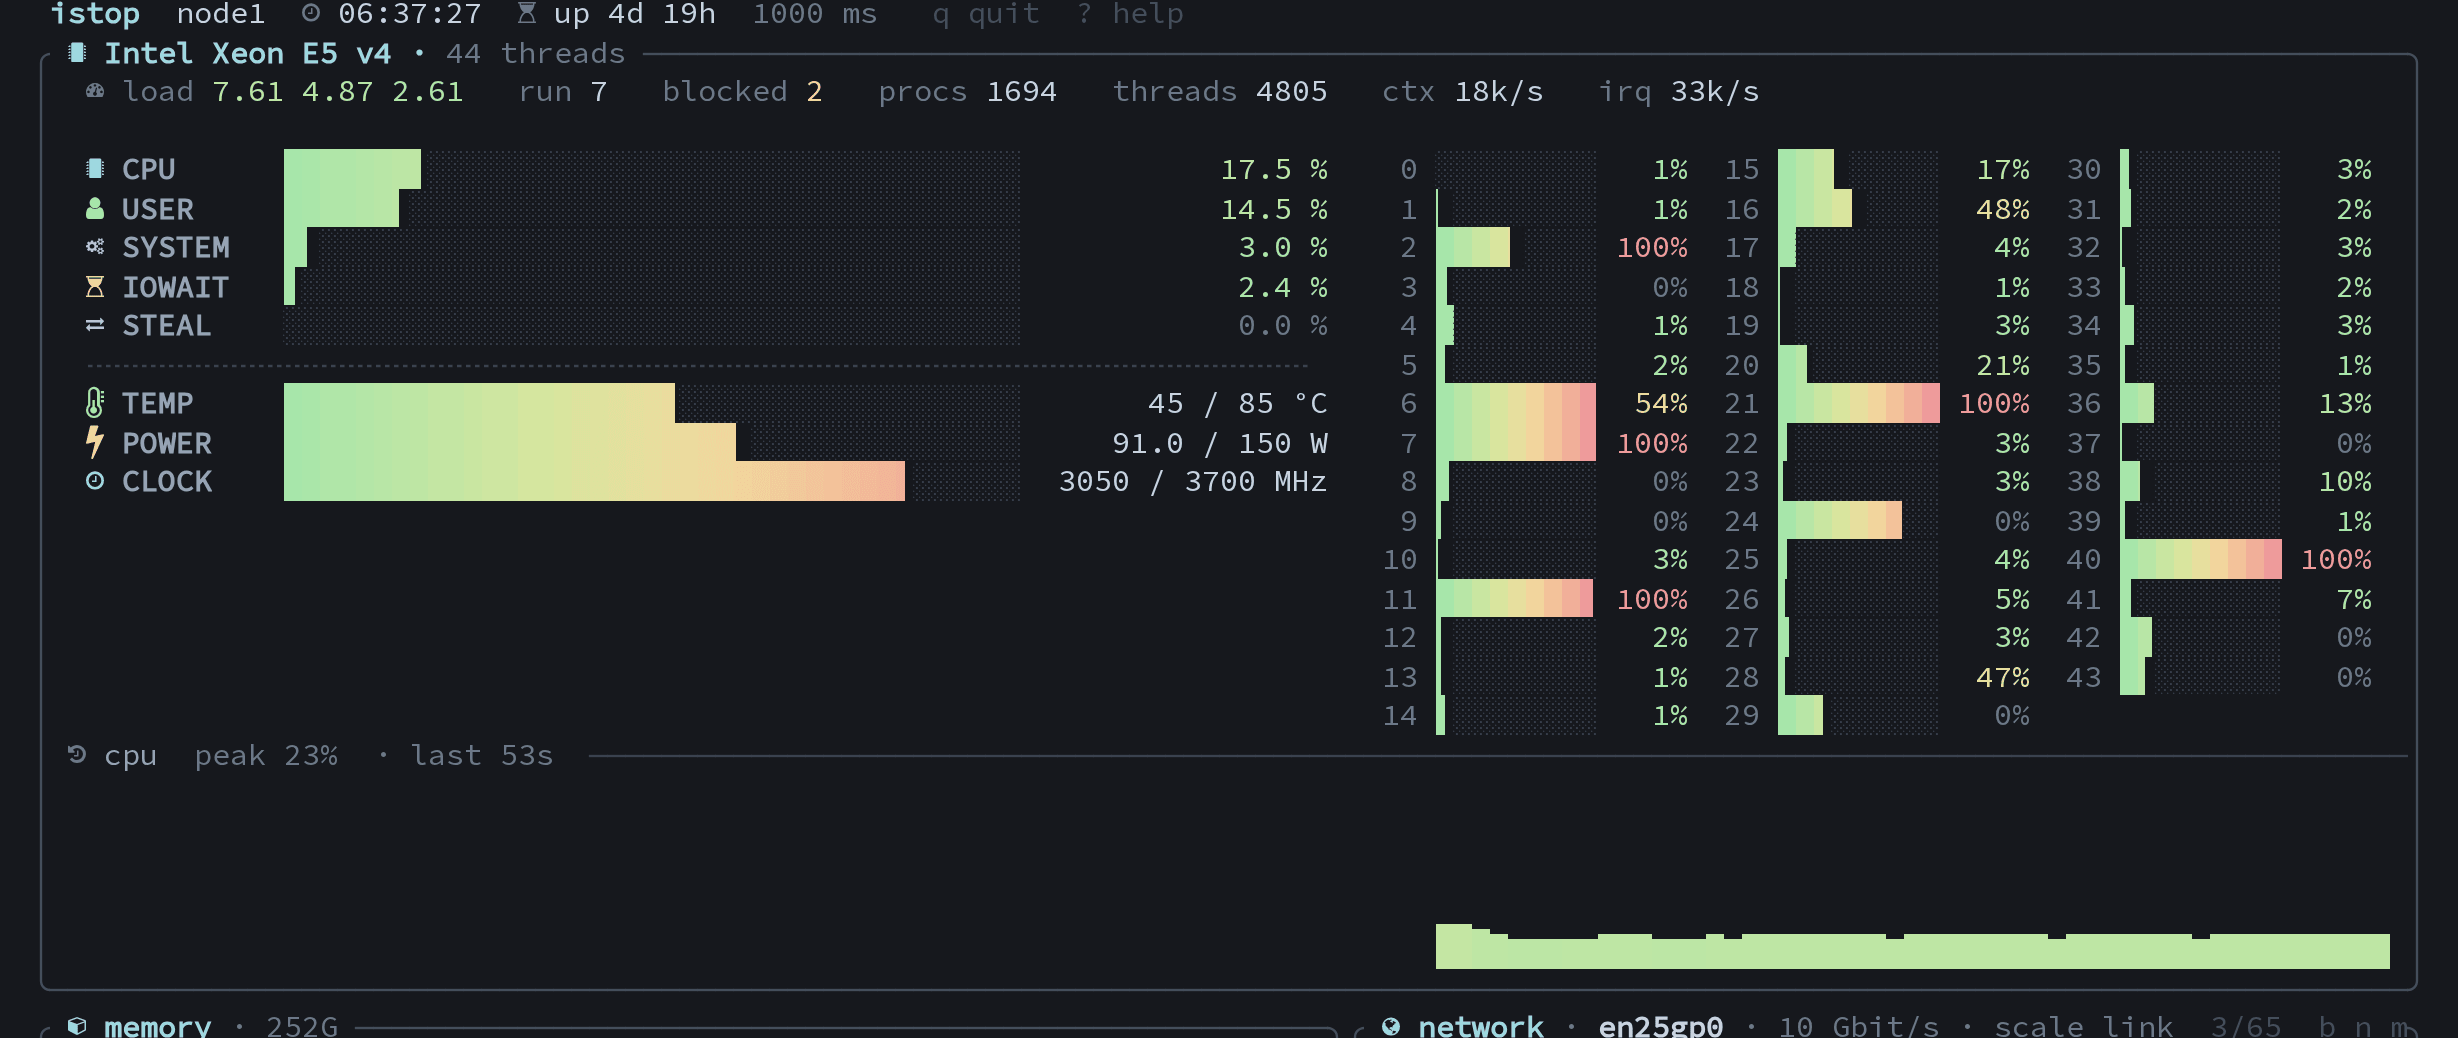 istop node1 06:37:27 up 4d 19h 1000 ms q quit ? help
Intel Xeon E5 v4 · 44 threads
load 7.61 4.87 2.61 run 7 blocked 2 procs 1694 threads 4805 ctx 18k/s irq 33k/s
CPU 17.5 % 0 1% 15 17% 30 3%
USER 14.5 % 1 1% 16 48% 31 2%
SYSTEM 3.0 % 2 100% 17 4% 32 3%
IOWAIT 2.4 % 3 0% 18 1% 33 2%
STEAL 0.0 % 4 1% 19 3% 34 3%
5 2% 20 21% 35 1%
TEMP 45 / 85 °C 6 54% 21 100% 36 13%
POWER 91.0 / 150 W 7 100% 22 3% 37 0%
CLOCK 3050 / 3700 MHz 8 0% 23 3% 38 10%
9 0% 24 0% 39 1%
10 3% 25 4% 40 100%
11 100% 26 5% 41 7%
12 2% 27 3% 42 0%
13 1% 28 47% 43 0%
14 1% 29 0%
cpu peak 23% · last 53s
memory · 252G network · en25gp0 · 10 Gbit/s · scale link 3/65 b n m